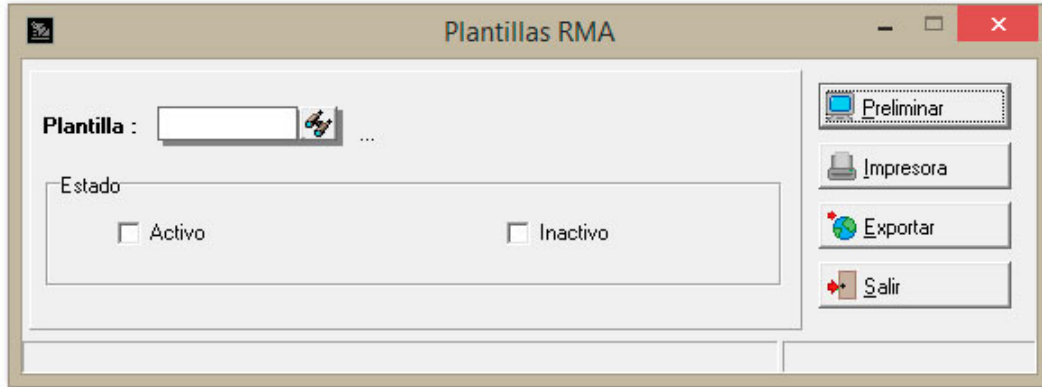 Plantillas RMA
Plantilla :
...
Estado
Activo
Inactivo
Preliminar
Impresora
Exportar
Salir